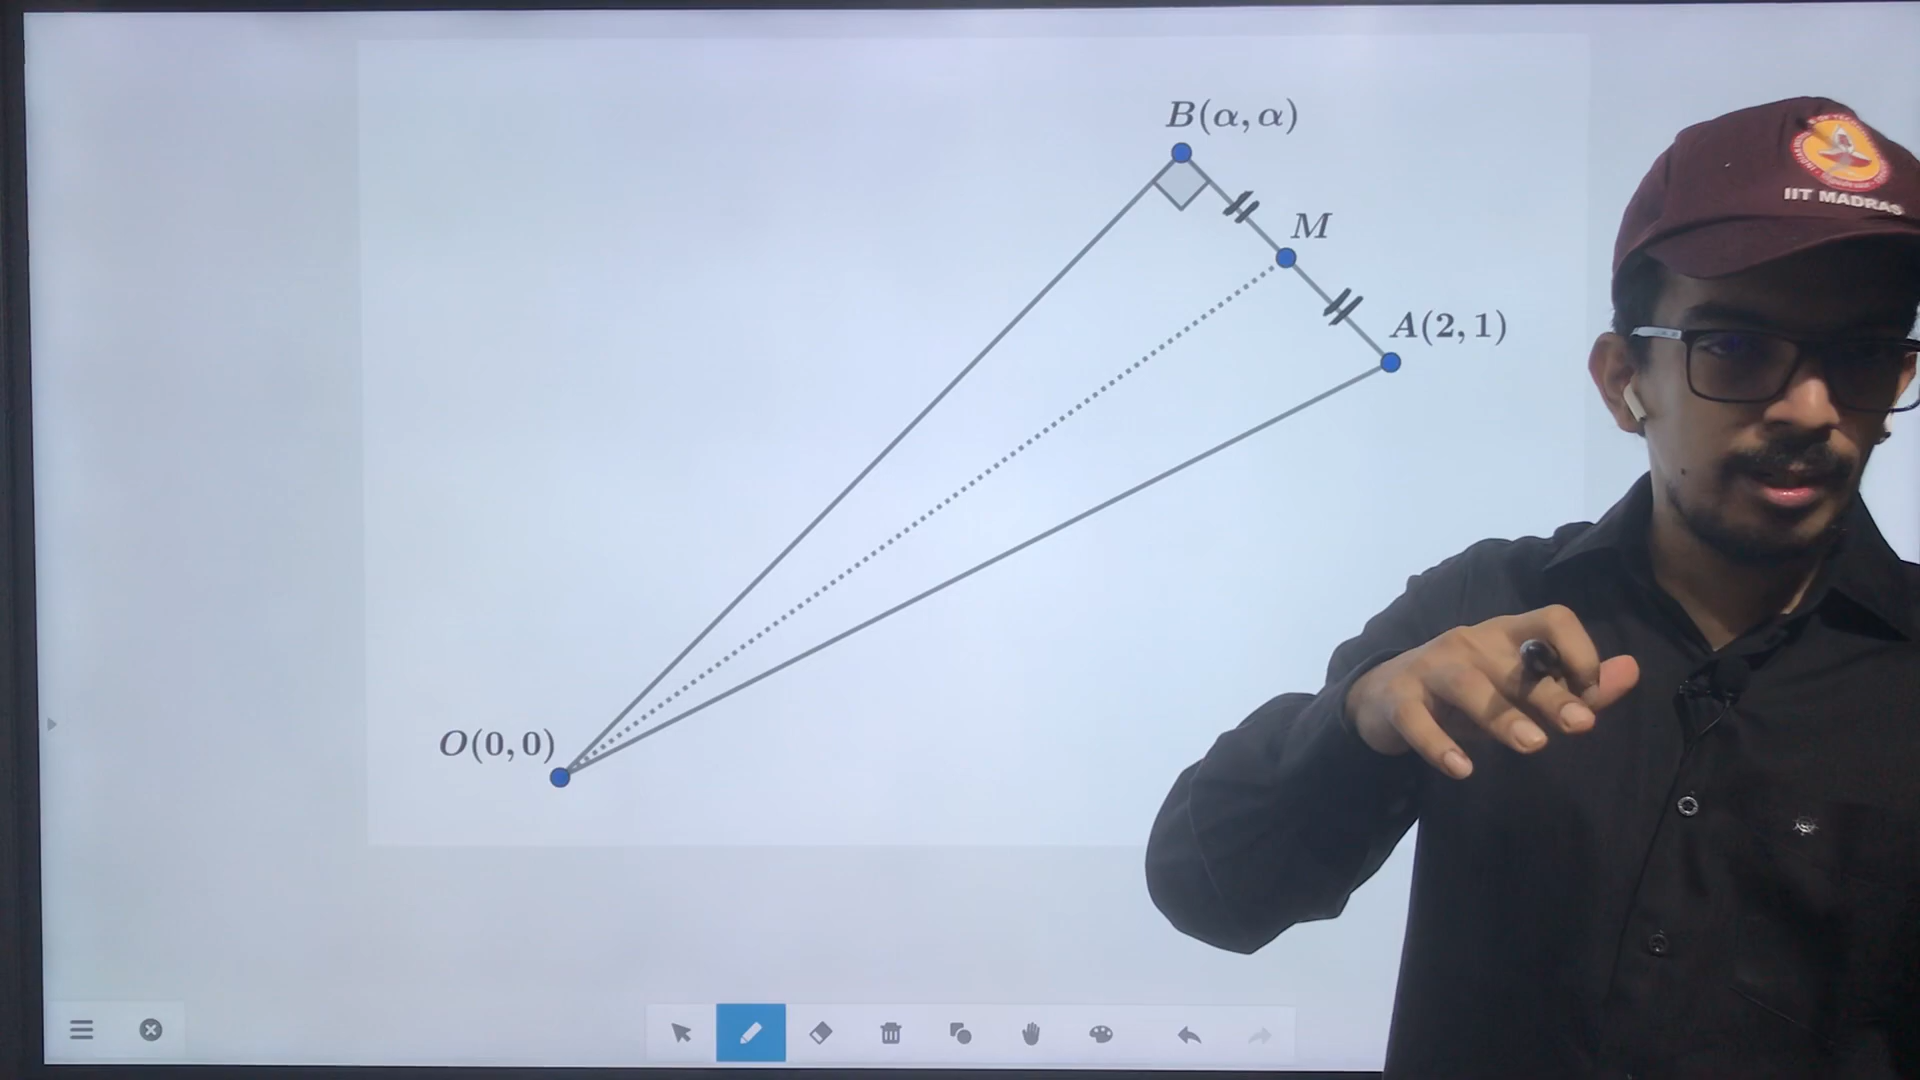 B(α, α)
M
A(2, 1)
O(0, 0)
IIT MADRAS